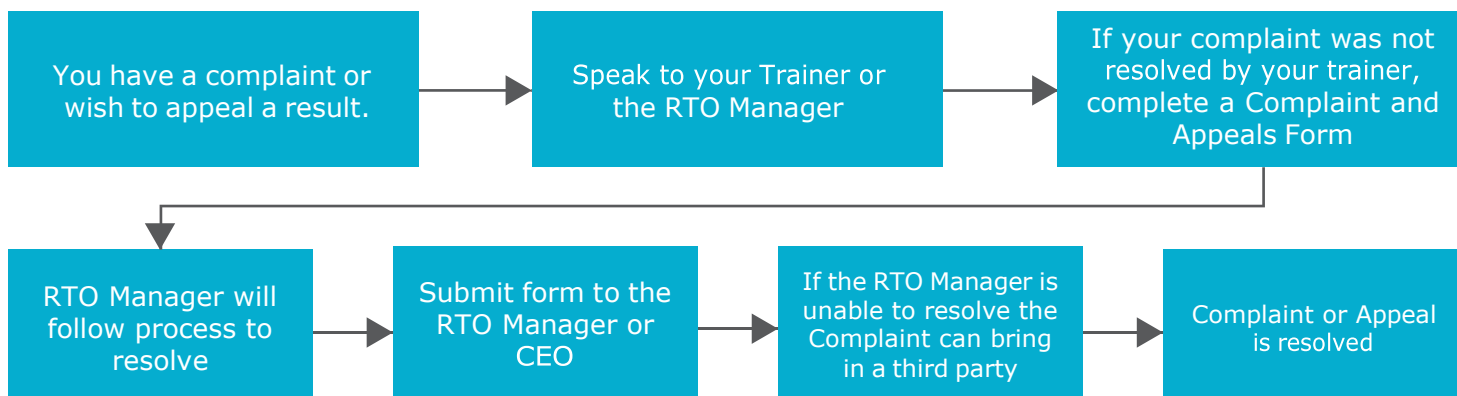 You have a complaint or
wish to appeal a result.
Speak to your Trainer or
the RTO Manager
If your complaint was not
resolved by your trainer,
complete a Complaint and
Appeals Form
RTO Manager will
follow process to
resolve
Submit form to the
RTO Manager or
CEO
If the RTO Manager is
unable to resolve the
Complaint can bring
in a third party
Complaint or Appeal
is resolved